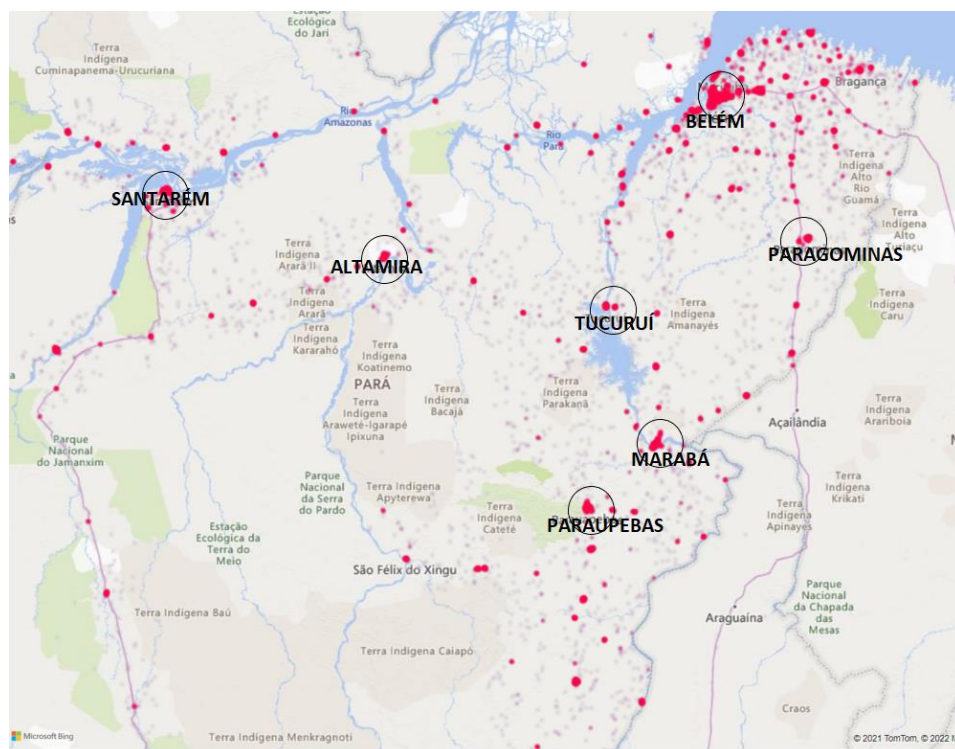 Estação
Ecológica
do Jari
Terra
Indígena
Cuminapanema-Urucuriana
Rio
Amazonas
Rio
Pará
BELÉM
Bragança
SANTARÉM
Terra
Indígena
Alto
Rio
Guamá
Terra
Indígena
Alto
Turiaçu
PARAGOMINAS
Terra
Indígena
Arará II
ALTAMIRA
Terra
Indígena
Arará
Terra
Indígena
Kararahó
TUCURUÍ
Terra
Indígena
Amanayés
Terra
Indígena
Caru
Terra
Indígena
Koatinemo
PARÁ
Terra
Indígena
Araweté-Igarapé
Ipixuna
Terra
Indígena
Bacajá
Terra
Indígena
Parakanã
Açailândia
Terra
Indígena
Arariboia
Parque
Nacional
do Jamanxim
MARABÁ
Parque
Nacional
da Serra
do Pardo
Terra Indígena
Apyterewa
Terra
Indígena
Cateté
PARAUPEBAS
Terra
Indígena
Krikati
Terra
Indígena
Apinayes
Estação
Ecológica da
Terra do
Meio
São Félix do Xingu
Terra Indígena Baú
Araguaína
Parque
Nacional
da Chapada
das
Mesas
Terra Indígena Caiapó
Craos
Terra Indígena Menkragnoti
Microsoft Bing
© 2021 TomTom, © 2022 M